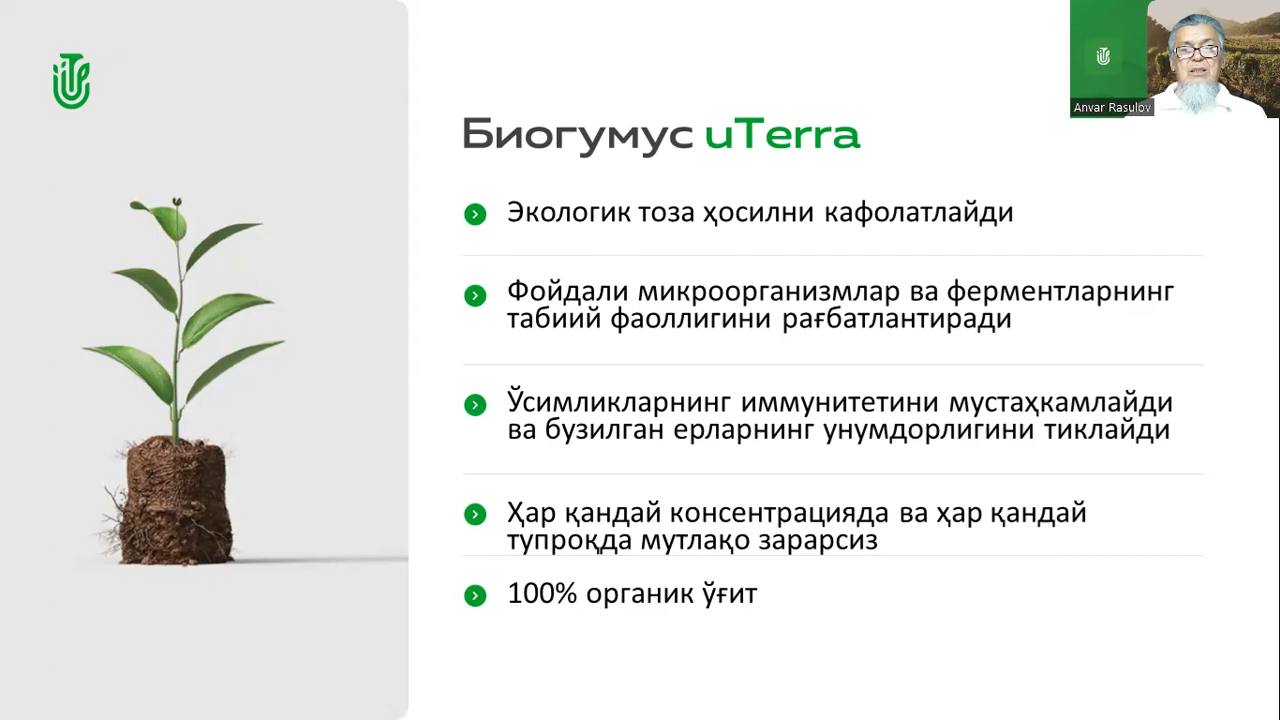 Anvar Rasulov
Биогумус uTerra
Экологик тоза ҳосилни кафолатлайди
Фойдали микроорганизмлар ва ферментларнинг
табиий фаоллигини рағбатлантиради
Ўсимликларнинг иммунитетини мустаҳкамлайди
ва бузилган ерларнинг унумдорлигини тиклайди
Ҳар қандай консентрацияда ва ҳар қандай
тупроқда мутлақо зарарсиз
100% органик ўғит